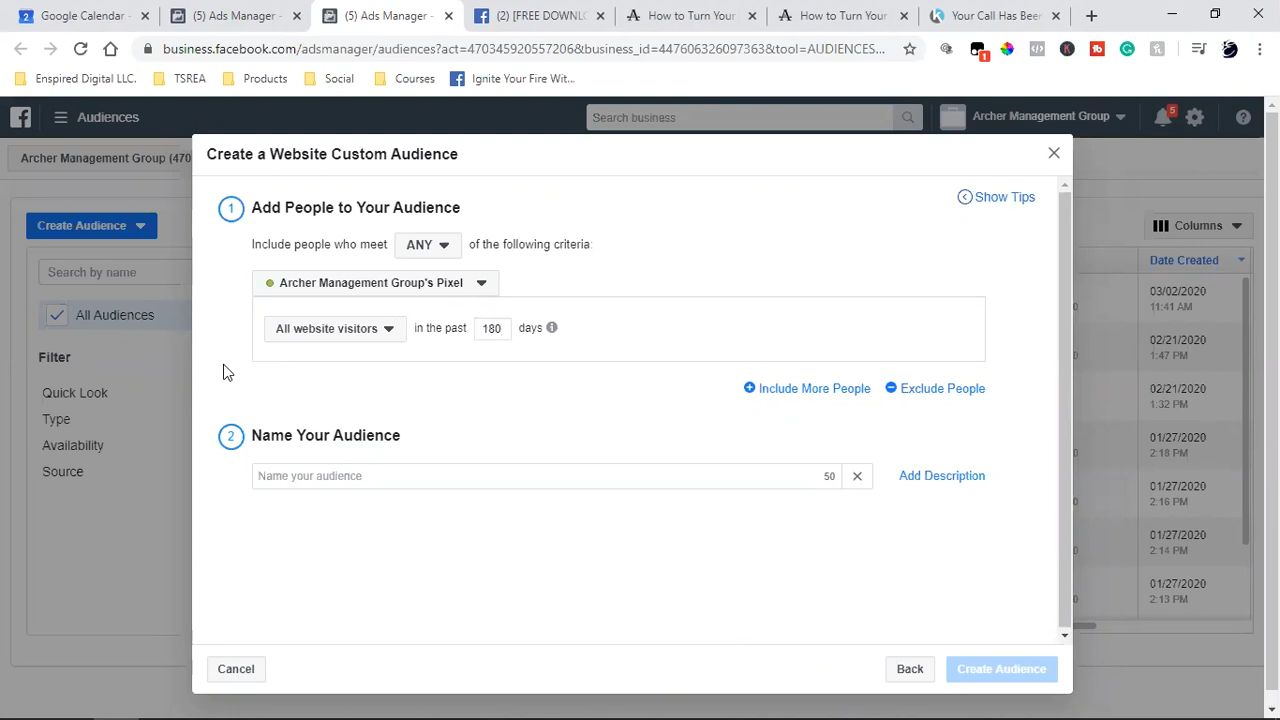 Google Calendar -
(5) Ads Manager -
(5) Ads Manager -
(2) [FREE DOWNL
How to Turn Your
How to Turn Your
Your Call Has Beer
business.facebook.com/adsmanager/audiences?act=470345920557206&business_id=447606326097363&tool=AUDIENCES...
Enspired Digital LLC.
TSREA
Products
Social
Courses
Ignite Your Fire Wit...
Audiences
Search business
Archer Management Group
5
Archer Management Group (470
Create a Website Custom Audience
Show Tips
1
Add People to Your Audience
Include people who meet ANY of the following criteria:
Archer Management Group's Pixel
All website visitors in the past 180 days
Include More People
Exclude People
2
Name Your Audience
Name your audience
50
Add Description
Cancel
Back
Create Audience
Create Audience
Search by name
All Audiences
Filter
Quick Look
Type
Availability
Source
Columns
Date Created
03/02/2020
11:41 AM
02/21/2020
1:47 PM
02/21/2020
1:32 PM
01/27/2020
2:18 PM
01/27/2020
2:16 PM
01/27/2020
2:14 PM
01/27/2020
2:13 PM